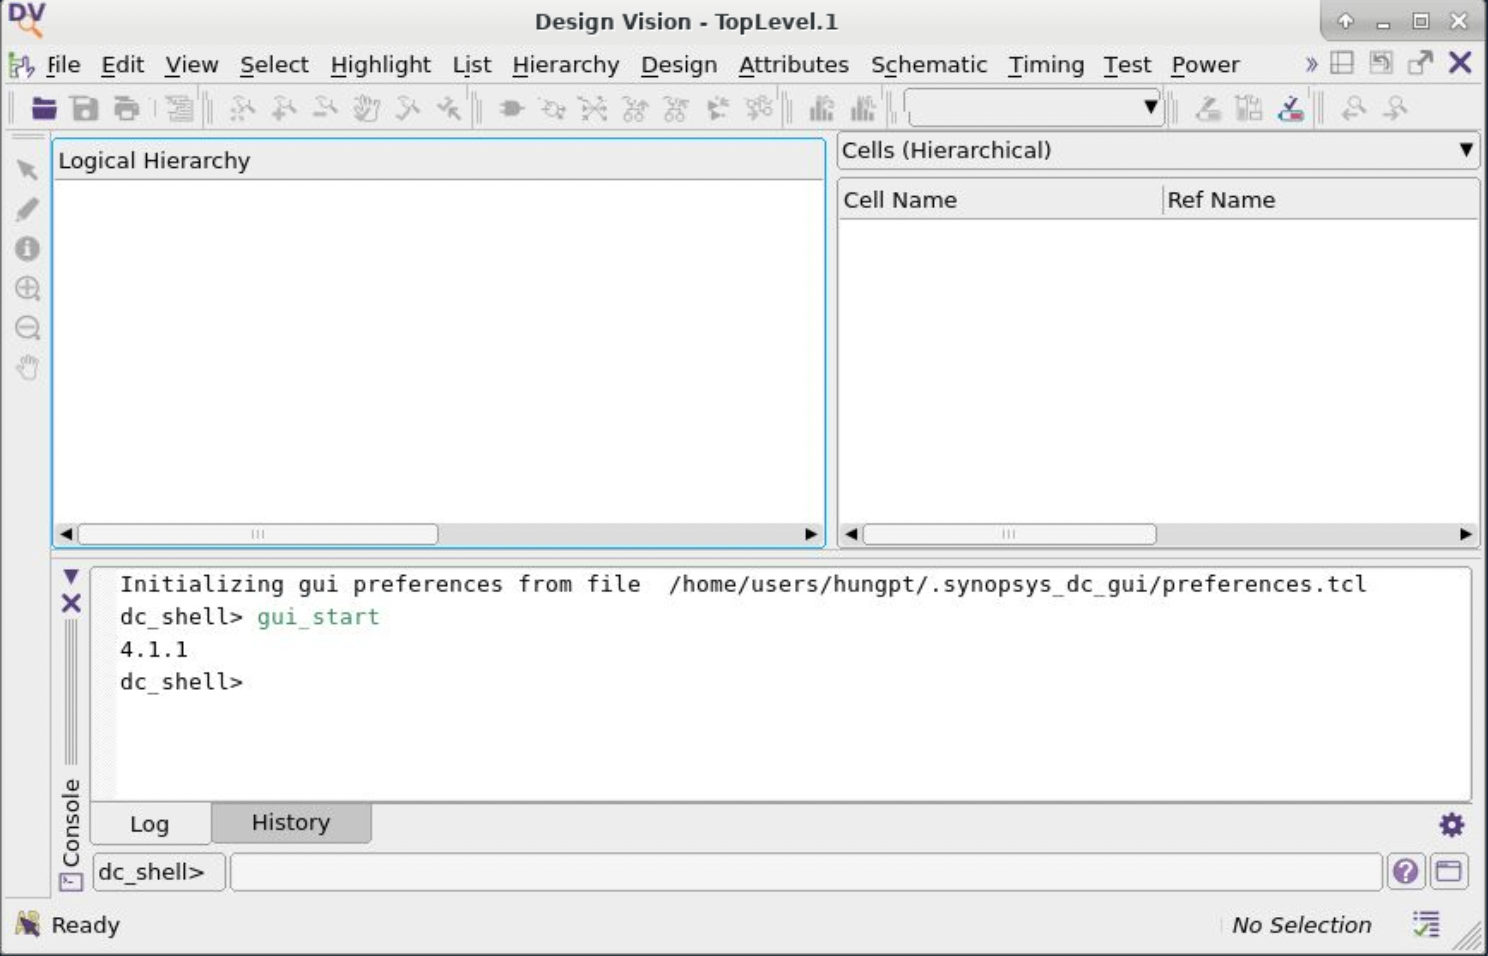 DV
Design Vision - TopLevel.1
File Edit View Select Highlight List Hierarchy Design Attributes Schematic Timing Test Power »
Logical Hierarchy
Cells (Hierarchical)
Cell Name Ref Name
Initializing gui preferences from file  /home/users/hungpt/.synopsys_dc_gui/preferences.tcl
dc_shell> gui_start
4.1.1
dc_shell>
Console
Log History
dc_shell>
Ready No Selection